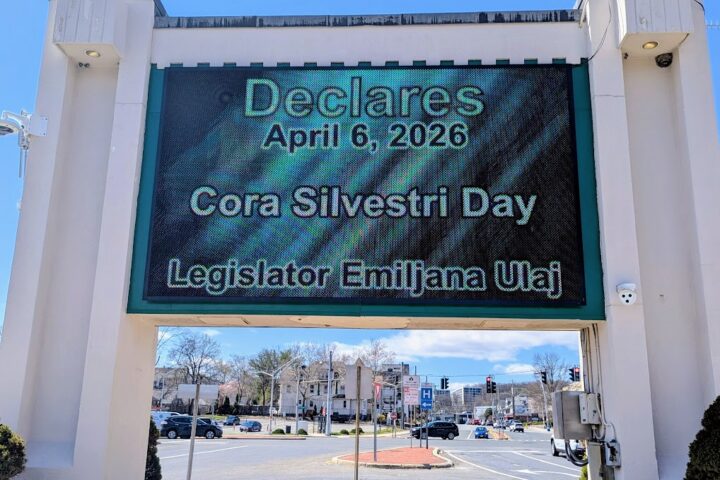 Declares
April 6, 2026
Cora Silvestri Day
Legislator Emiljana Ulaj
H